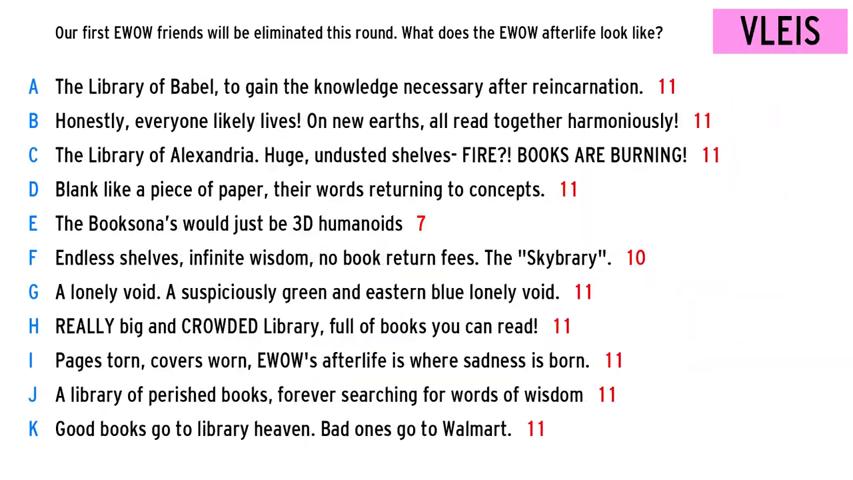 Our first EWOW friends will be eliminated this round. What does the EWOW afterlife look like?
VLEIS
A The Library of Babel, to gain the knowledge necessary after reincarnation. 11
B Honestly, everyone likely lives! On new earths, all read together harmoniously! 11
C The Library of Alexandria. Huge, undusted shelves- FIRE?! BOOKS ARE BURNING! 11
D Blank like a piece of paper, their words returning to concepts. 11
E The Booksona's would just be 3D humanoids 7
F Endless shelves, infinite wisdom, no book return fees. The "Skybrary". 10
G A lonely void. A suspiciously green and eastern blue lonely void. 11
H REALLY big and CROWDED Library, full of books you can read! 11
I Pages torn, covers worn, EWOW's afterlife is where sadness is born. 11
J A library of perished books, forever searching for words of wisdom 11
K Good books go to library heaven. Bad ones go to Walmart. 11